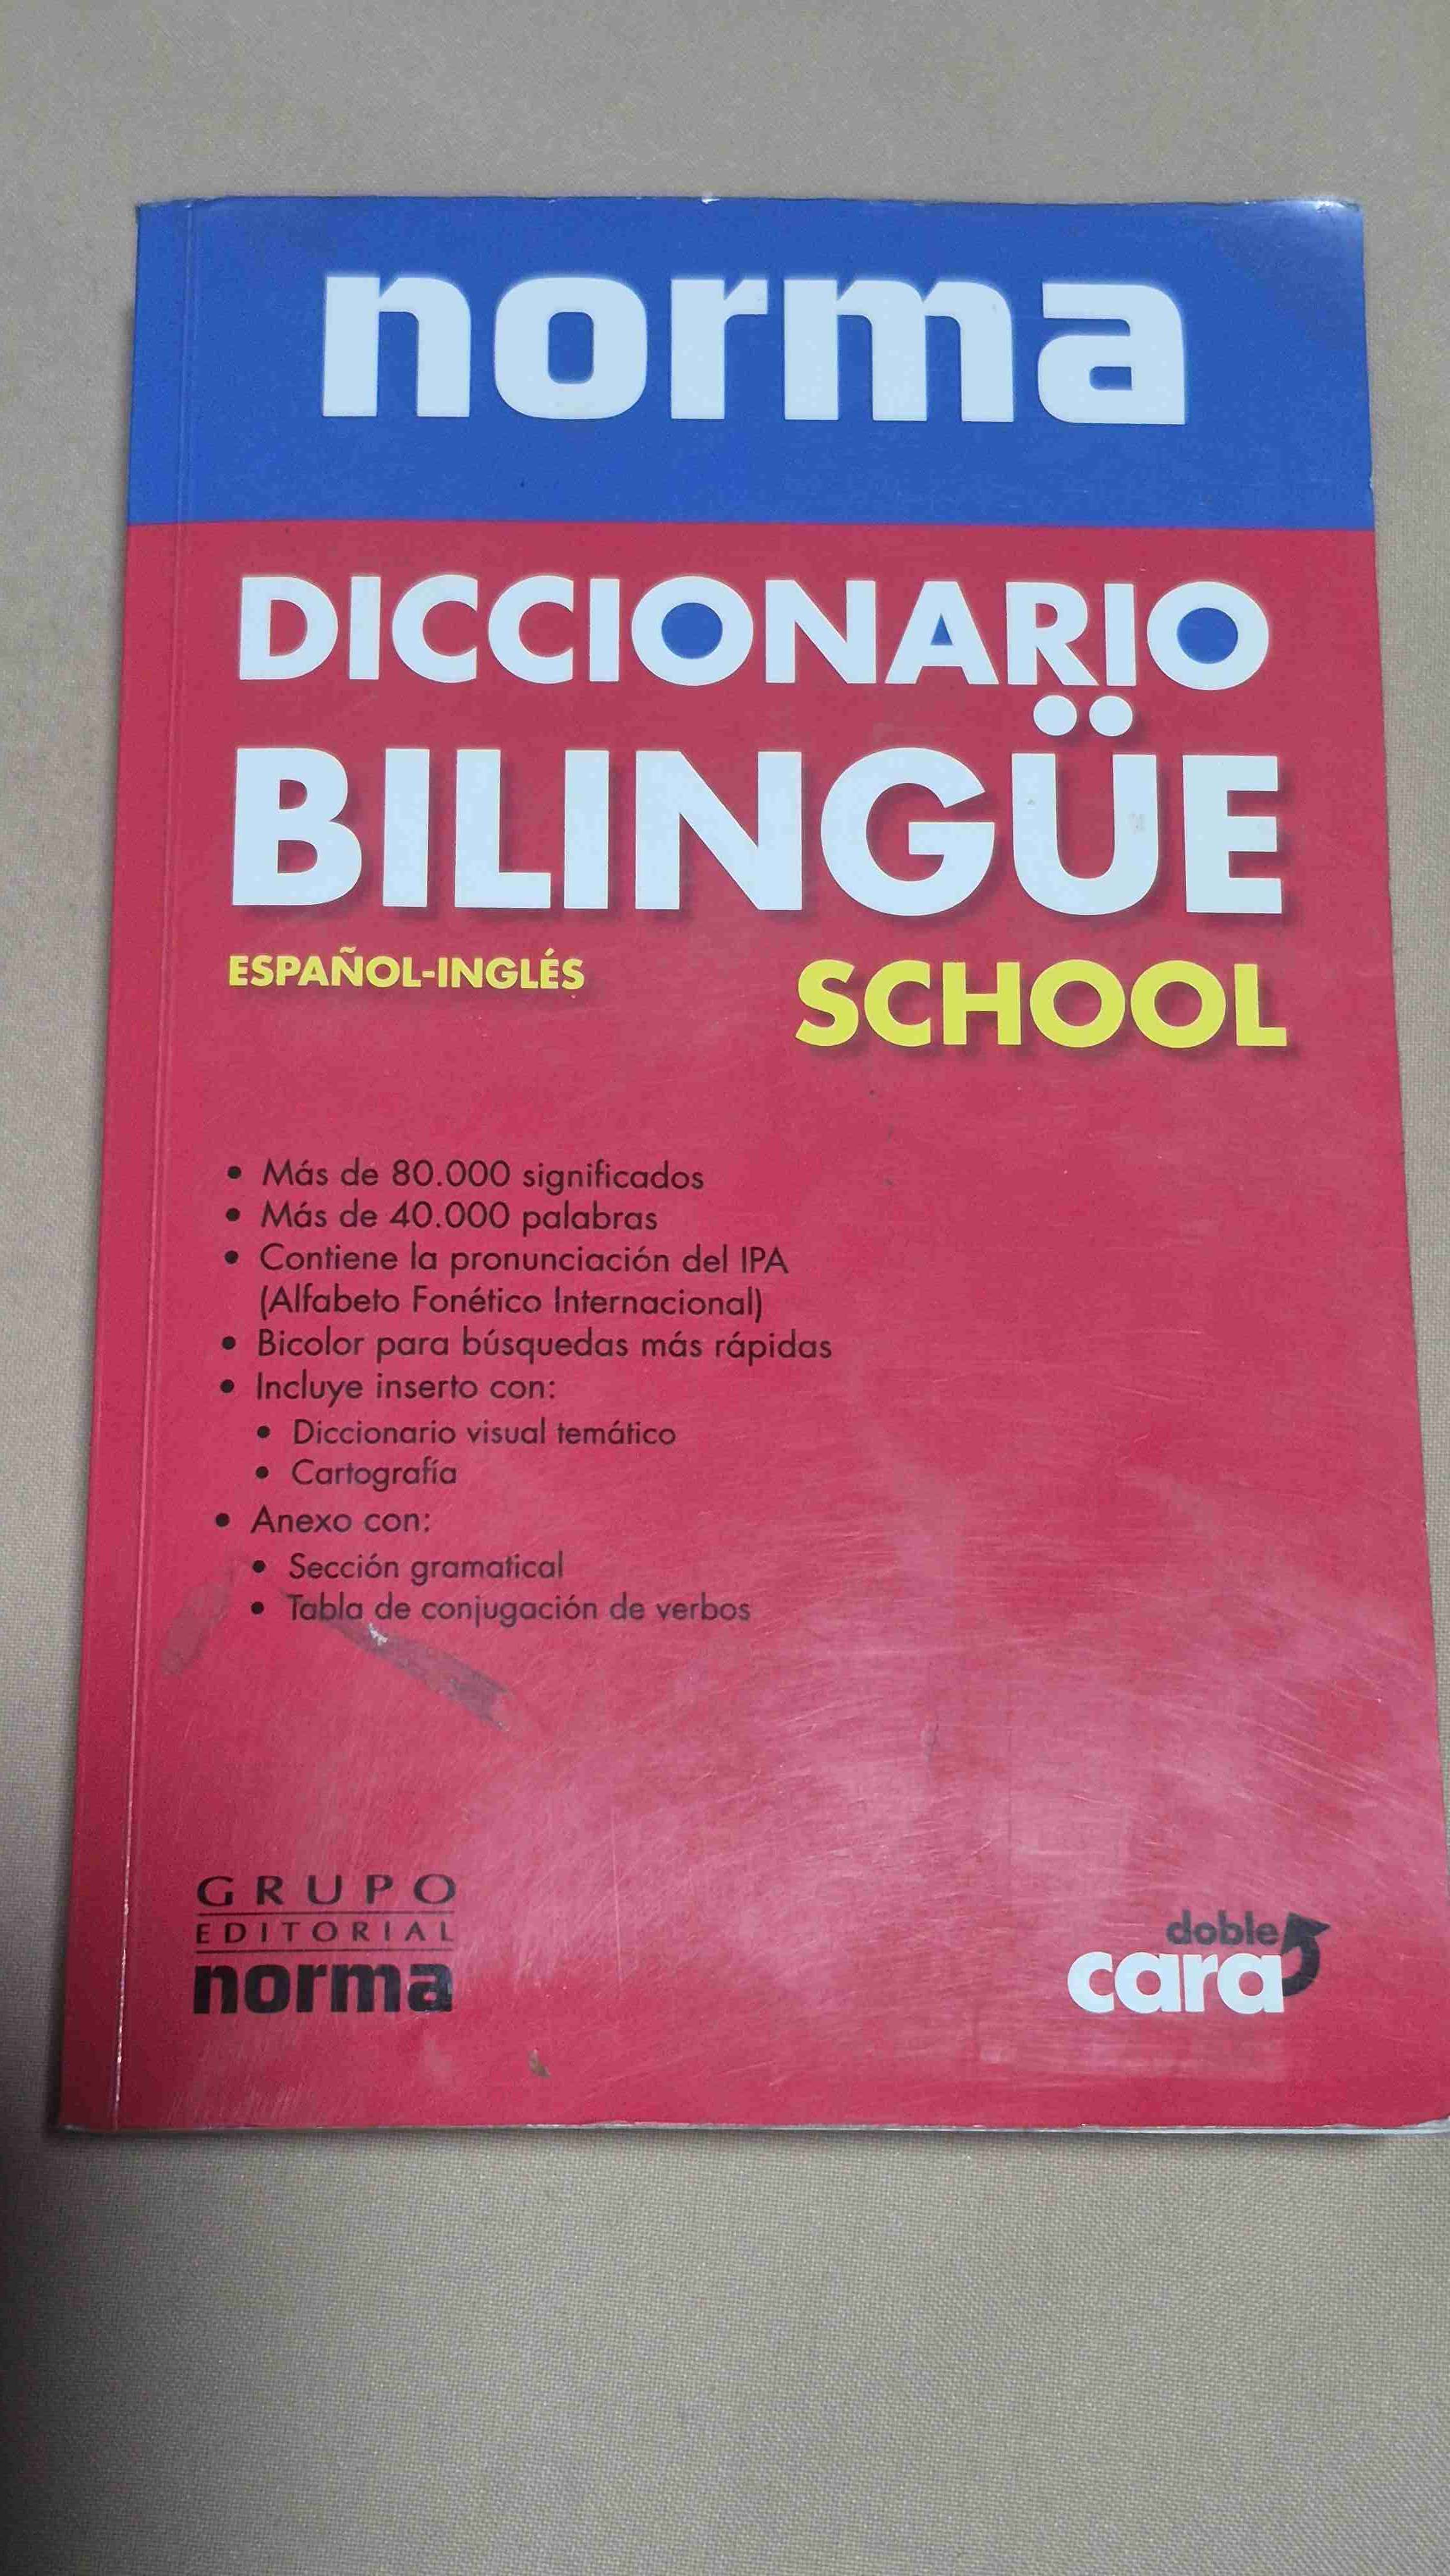 norma
DICCIONARIO
BILINGÜE
ESPAÑOL-INGLÉS
SCHOOL
• Más de 80.000 significados
• Más de 40.000 palabras
• Contiene la pronunciación del IPA
(Alfabeto Fonético Internacional)
• Bicolor para búsquedas más rápidas
• Incluye inserto con:
• Diccionario visual temático
• Cartografía
• Anexo con:
• Sección gramatical
• Tabla de conjugación de verbos
GRUPO
EDITORIAL
norma
doble
cara